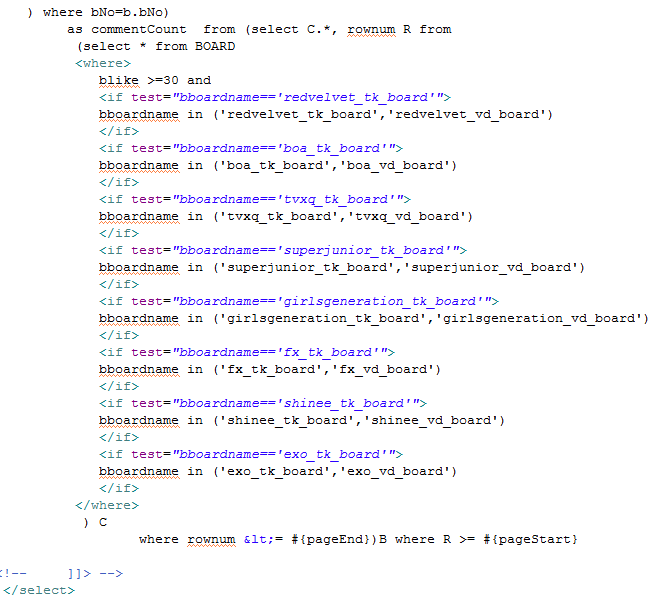 ) where bNo=b.bNo)
as commentCount  from (select C.*, rownum R from
(select * from BOARD
<where>
blike >=30 and
<if test="bboardname=='redvelvet_tk_board'">
bboardname in ('redvelvet_tk_board','redvelvet_vd_board')
</if>
<if test="bboardname=='boa_tk_board'">
bboardname in ('boa_tk_board','boa_vd_board')
</if>
<if test="bboardname=='tvxq_tk_board'">
bboardname in ('tvxq_tk_board','tvxq_vd_board')
</if>
<if test="bboardname=='superjunior_tk_board'">
bboardname in ('superjunior_tk_board','superjunior_vd_board')
</if>
<if test="bboardname=='girlsgeneration_tk_board'">
bboardname in ('girlsgeneration_tk_board','girlsgeneration_vd_board')
</if>
<if test="bboardname=='fx_tk_board'">
bboardname in ('fx_tk_board','fx_vd_board')
</if>
<if test="bboardname=='shinee_tk_board'">
bboardname in ('shinee_tk_board','shinee_vd_board')
</if>
<if test="bboardname=='exo_tk_board'">
bboardname in ('exo_tk_board','exo_vd_board')
</if>
</where>
) C
where rownum &lt;= #{pageEnd})B where R >= #{pageStart}
<!--     ]]> -->
</select>